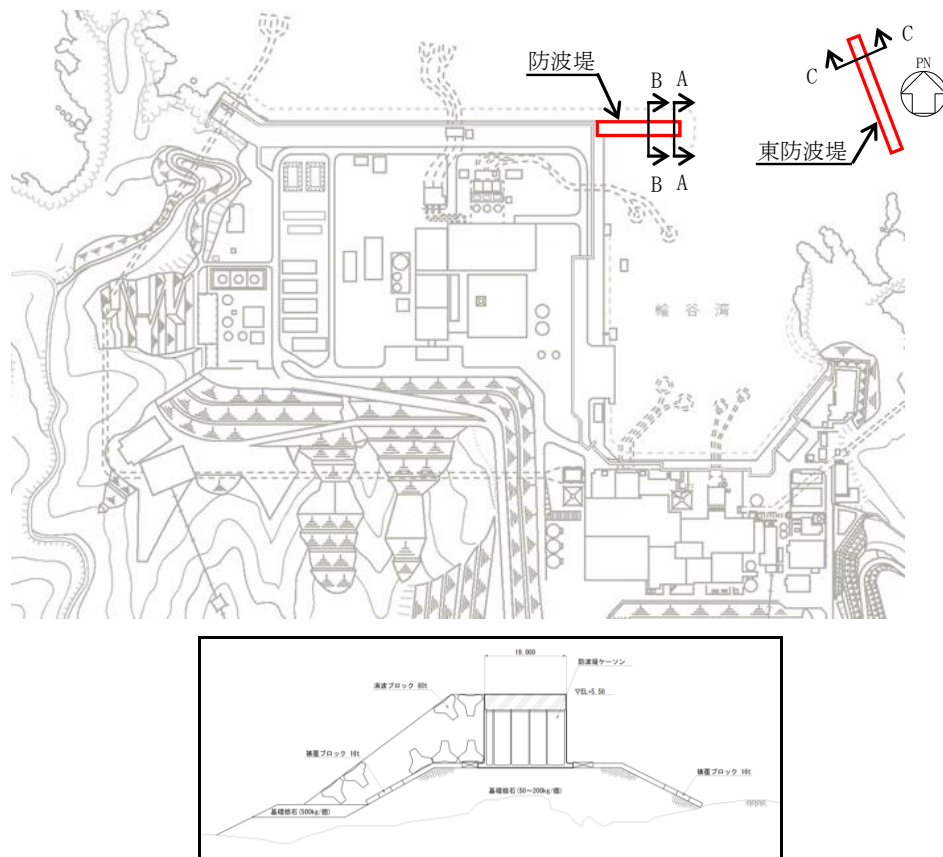 C
C
PN
防波堤
B
A
B
A
東防波堤
輪谷湾
19.000
防波堤ケーソン
消波ブロック 80t
▽EL+5.50
被覆ブロック 16t
被覆ブロック 16t
基礎捨石(500kg/個)
基礎捨石(50～200kg/個)